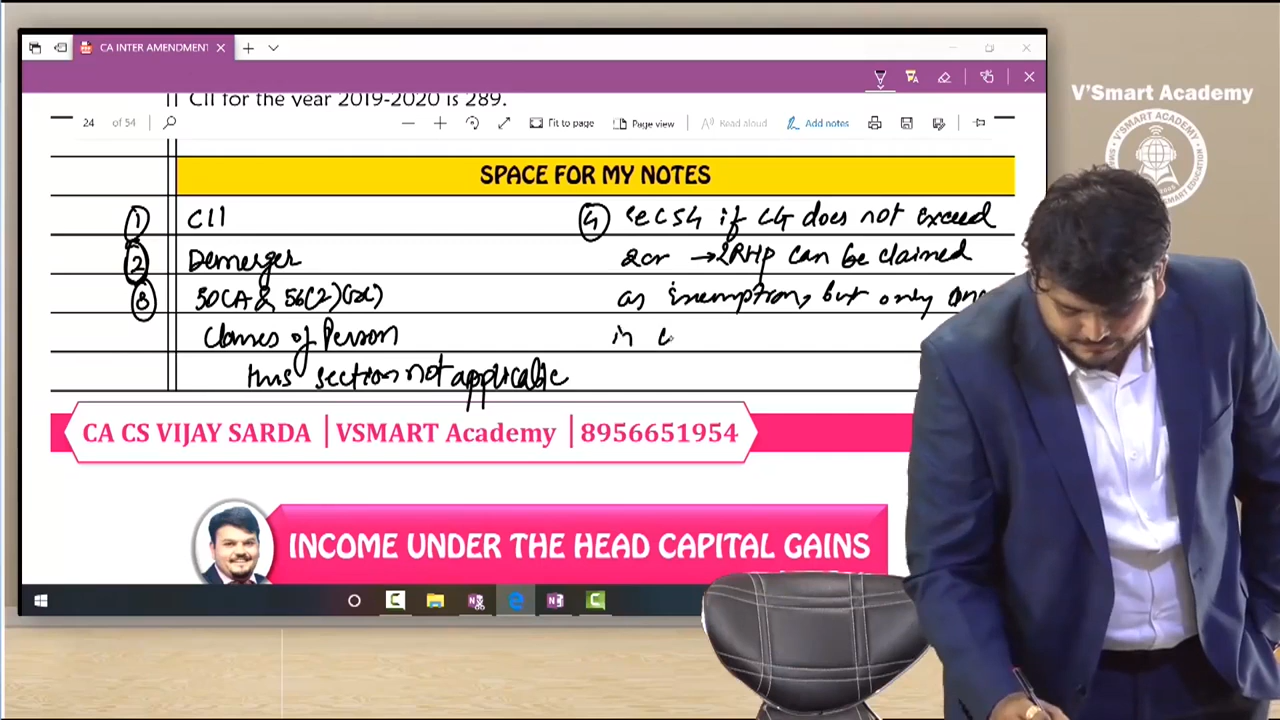 CA INTER AMENDMENT
CII for the year 2019-2020 is 289.
24 of 54
Fit to page
Page view
Read aloud
Add notes
V'Smart Academy
SPACE FOR MY NOTES
① CII
② Demerger
③ 50CA & 56(2)(x)
Classes of Person
this section not applicable
④ Sec 54 if CG does not exceed
2cr → 2RHP can be claimed
as exemption, but only once
in
CA CS VIJAY SARDA | VSMART Academy | 8956651954
INCOME UNDER THE HEAD CAPITAL GAINS